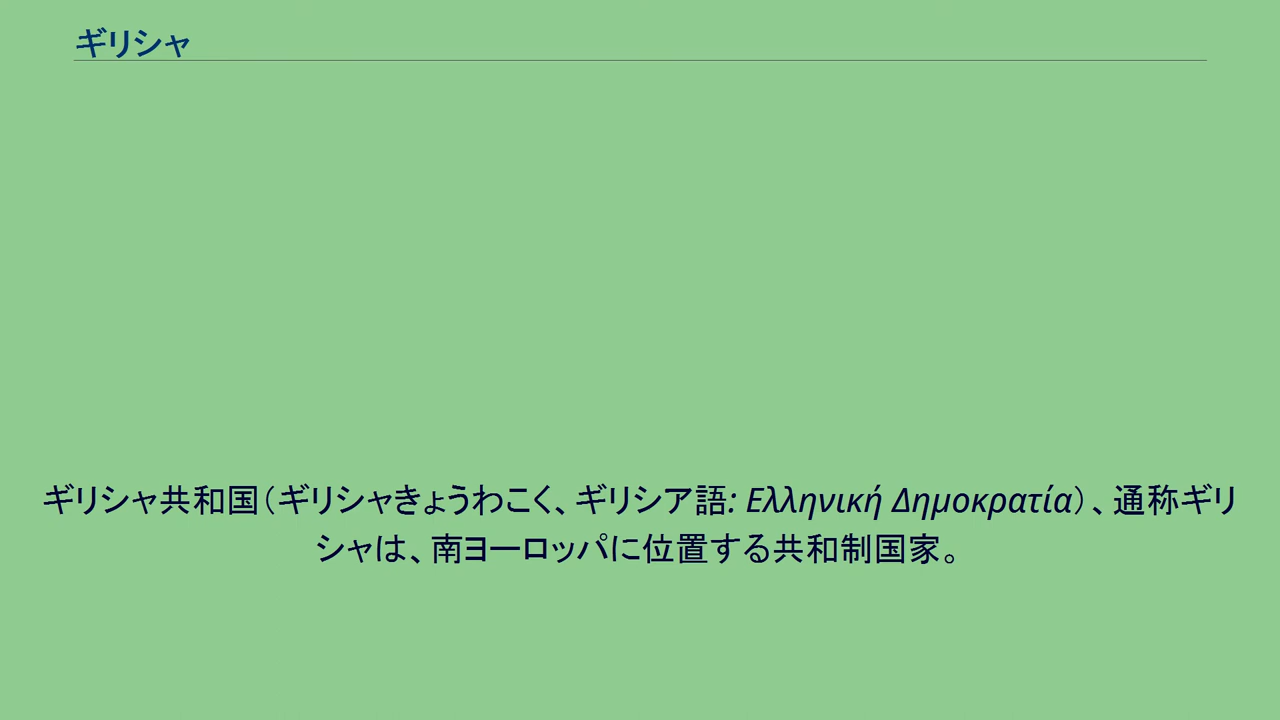 ギリシャ
ギリシャ共和国（ギリシャきょうわこく、ギリシア語: Ελληνική Δημοκρατία）、通称ギリ
シャは、南ヨーロッパに位置する共和制国家。